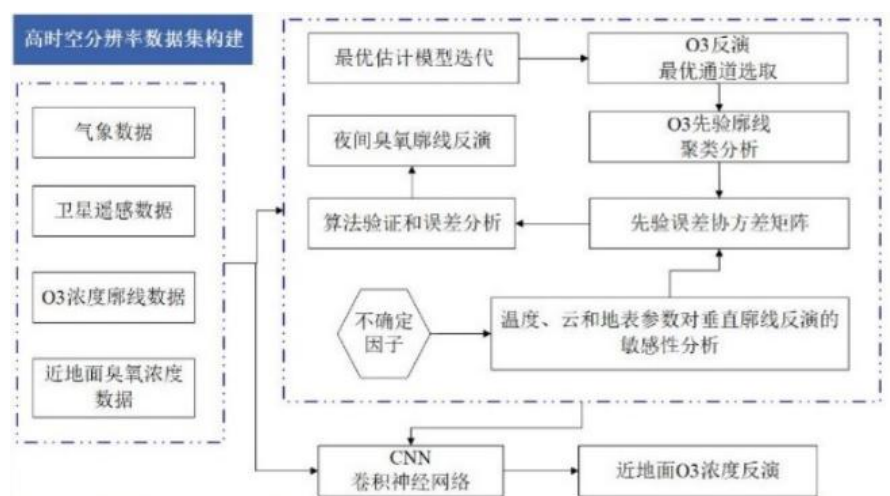 高时空分辨率数据集构建
气象数据
卫星遥感数据
O3浓度廓线数据
近地面臭氧浓度
数据
最优估计模型迭代
O3反演
最优通道选取
夜间臭氧廓线反演
O3先验廓线
聚类分析
算法验证和误差分析
先验误差协方差矩阵
不确定
因子
温度、云和地表参数对垂直廓线反演的
敏感性分析
CNN
卷积神经网络
近地面O3浓度反演